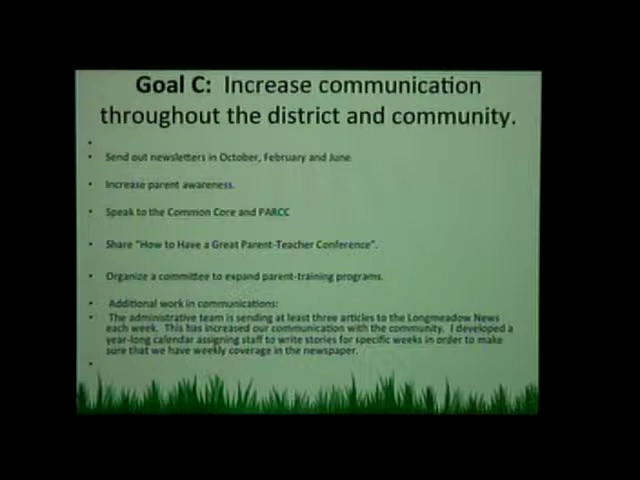 Goal C: Increase communication
throughout the district and community.
• Send out newsletters in October, February and June
• Increase parent awareness.
• Speak to the Common Core and PARCC
• Share "How to Have a Great Parent-Teacher Conference".
• Organize a committee to expand parent-training programs.
• Additional work in communications:
• The administrative team is sending at least three articles to the Longmeadow News
each week. This has increased our communication with the community. I developed a
year-long calendar assigning staff to write stories for specific weeks in order to make
sure that we have weekly coverage in the newspaper.